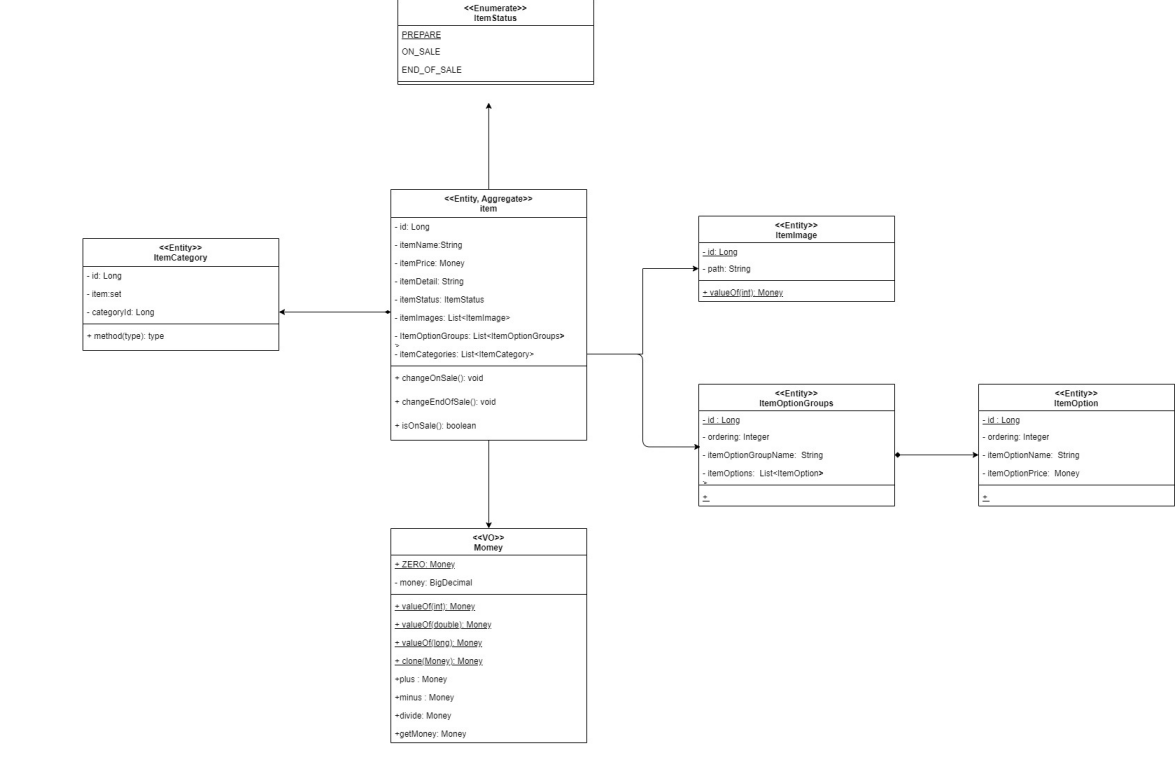 <<Enumerate>>
ItemStatus
PREPARE
ON_SALE
END_OF_SALE
<<Entity, Aggregate>>
item
- id: Long
- itemName:String
- itemPrice: Money
- itemDetail: String
- itemStatus: ItemStatus
- itemImages: List<ItemImage>
- ItemOptionGroups: List<ItemOptionGroups>
>
- itemCategories: List<ItemCategory>
+ changeOnSale(): void
+ changeEndOfSale(): void
+ isOnSale(): boolean
<<Entity>>
ItemCategory
- id: Long
- item:set
- categoryId: Long
+ method(type): type
<<Entity>>
ItemImage
- id: Long
- path: String
+ valueOf(int): Money
<<Entity>>
ItemOptionGroups
- id : Long
- ordering: Integer
- itemOptionGroupName:  String
- itemOptions:  List<ItemOption>
>
+
<<Entity>>
ItemOption
- id : Long
- ordering: Integer
- itemOptionName:  String
- itemOptionPrice:  Money
+
<<VO>>
Momey
+ ZERO: Money
- money: BigDecimal
+ valueOf(int): Money
+ valueOf(double): Money
+ valueOf(long): Money
+ clone(Money): Money
+plus : Money
+minus : Money
+divide: Money
+getMoney: Money